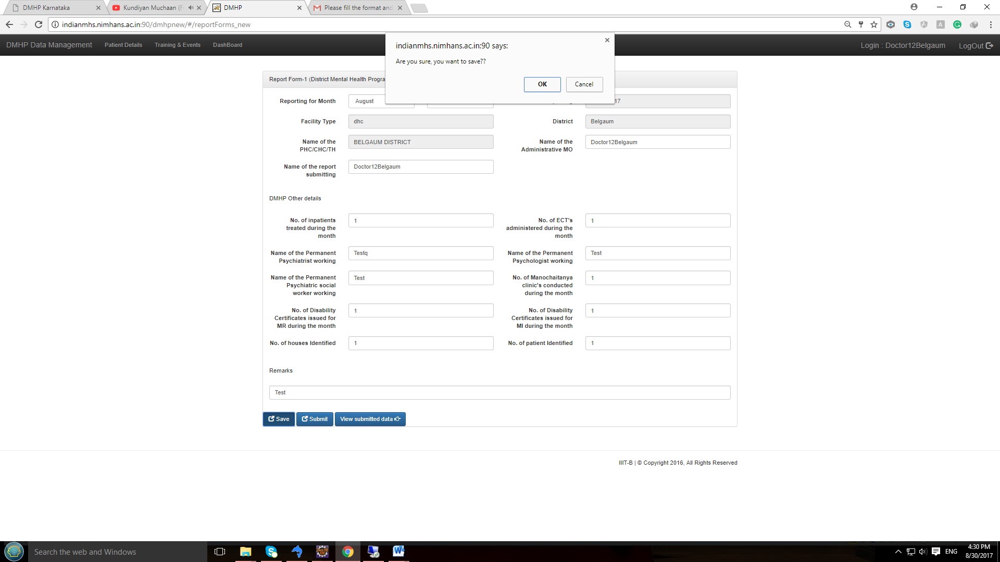 DMHP Karnataka
Kundiyan Muchaan (F
DMHP
Please fill the format and
indianmhs.nimhans.ac.in:90/dmhpnew/#/reportForms_new
DMHP Data Management
Patient Details
Training & Events
DashBoard
Login : Doctor12Belgaum
LogOut
indianmhs.nimhans.ac.in:90 says:
Are you sure, you want to save??
OK
Cancel
Report Form-1 (District Mental Health Progra
Reporting for Month
August
17
Facility Type
dhc
District
Belgaum
Name of the
PHC/CHC/TH
BELGAUM DISTRICT
Name of the
Administrative MO
Doctor12Belgaum
Name of the report
submitting
Doctor12Belgaum
DMHP Other details
No. of inpatients
treated during the
month
1
No. of ECT's
administered during the
month
1
Name of the Permanent
Psychiatrist working
Testq
Name of the Permanent
Psychologist working
Test
Name of the Permanent
Psychiatric social
worker working
Test
No. of Manochaitanya
clinic's conducted
during the month
1
No. of Disability
Certificates issued for
MR during the month
1
No. of Disability
Certificates issued for
MI during the month
1
No. of houses Identified
1
No. of patient Identified
1
Remarks
Test
Save
Submit
View submitted data
IIIT-B | © Copyright 2016, All Rights Reserved
Search the web and Windows
ENG
4:30 PM
8/30/2017